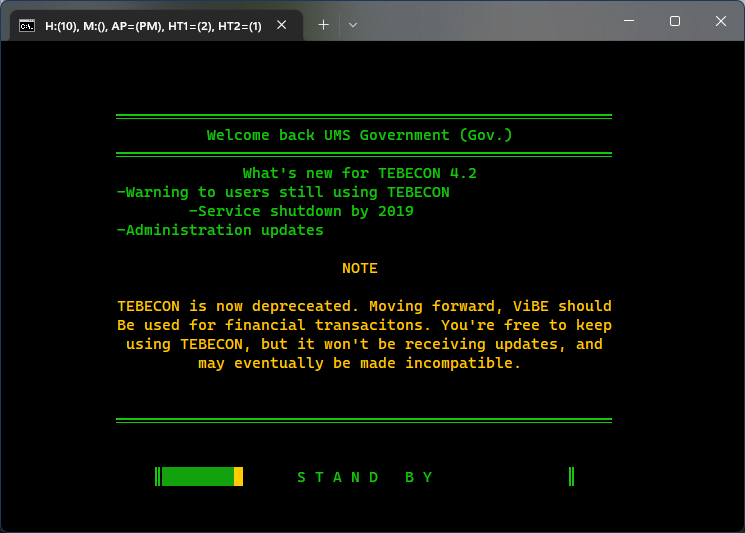 H:(10), M:(), AP=(PM), HT1=(2), HT2=(1)
Welcome back UMS Government (Gov.)
What's new for TEBECON 4.2
-Warning to users still using TEBECON
-Service shutdown by 2019
-Administration updates
NOTE
TEBECON is now depreceated. Moving forward, ViBE should
Be used for financial transacitons. You're free to keep
using TEBECON, but it won't be receiving updates, and
may eventually be made incompatible.
S T A N D   B Y